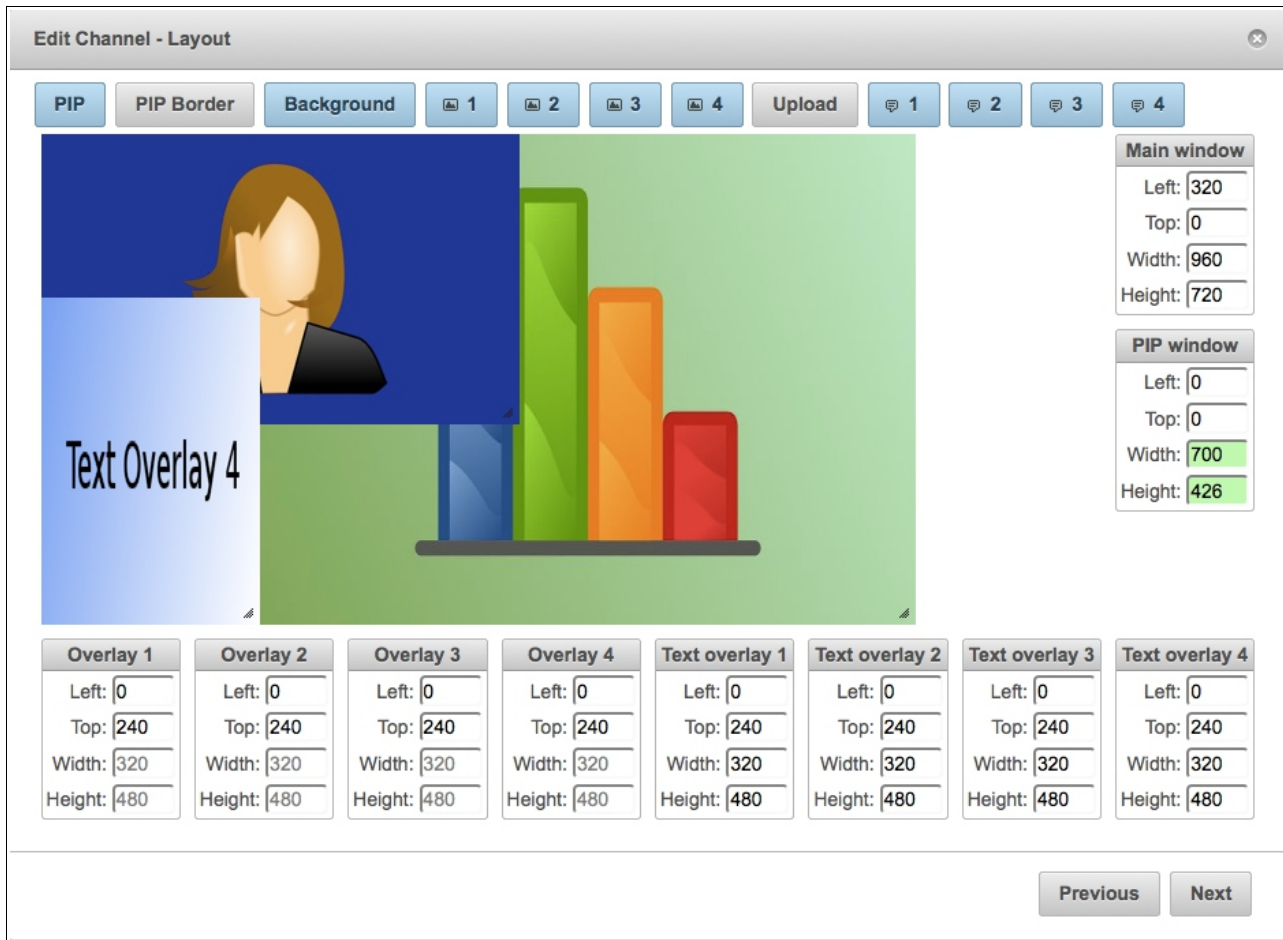 Edit Channel - Layout
PIP PIP Border Background 1 2 3 4 Upload 1 2 3 4
Main window
Left: 320
Top: 0
Width: 960
Height: 720
PIP window
Left: 0
Top: 0
Width: 700
Height: 426
Text Overlay 4
Overlay 1 Overlay 2 Overlay 3 Overlay 4 Text overlay 1 Text overlay 2 Text overlay 3 Text overlay 4
Left: 0 Left: 0 Left: 0 Left: 0 Left: 0 Left: 0 Left: 0 Left: 0
Top: 240 Top: 240 Top: 240 Top: 240 Top: 240 Top: 240 Top: 240 Top: 240
Width: 320 Width: 320 Width: 320 Width: 320 Width: 320 Width: 320 Width: 320 Width: 320
Height: 480 Height: 480 Height: 480 Height: 480 Height: 480 Height: 480 Height: 480 Height: 480
Previous Next